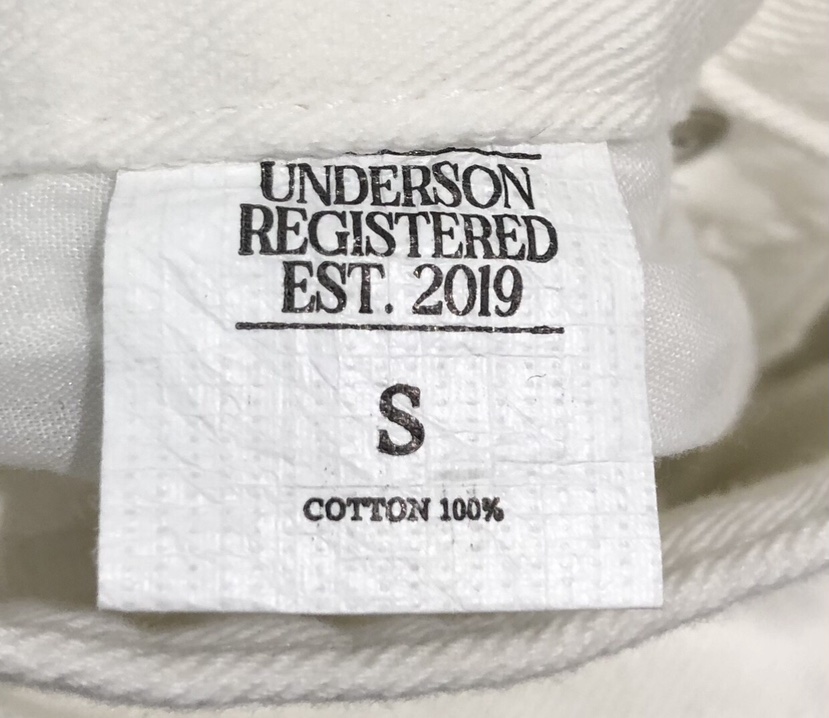 UNDERSON
REGISTERED
EST. 2019
S
COTTON 100%